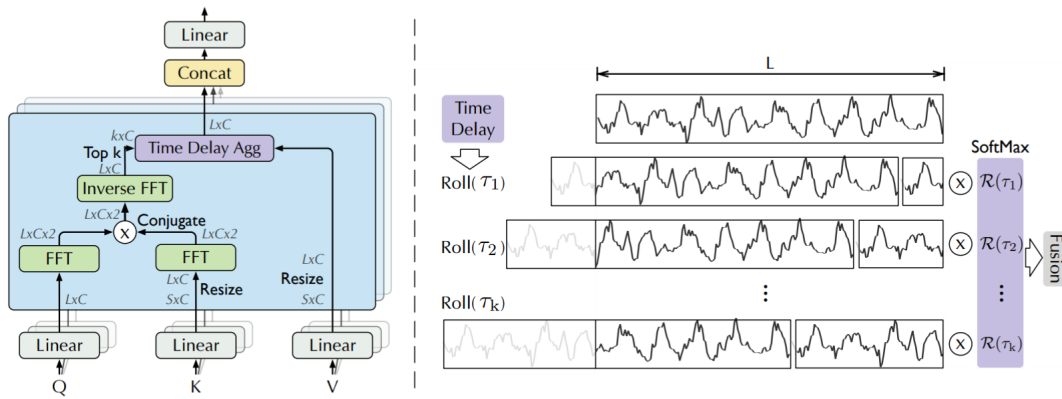 Linear
Concat
LxC
kxC
Top k
Time Delay Agg
LxC
Inverse FFT
LxCx2
Conjugate
LxCx2
X
LxCx2
FFT
FFT
LxC
Resize
SxC
LxC
Resize
SxC
LxC
Linear
Linear
Linear
Q
K
V
L
Time
Delay
SoftMax
Roll(τ₁)
X
R(τ₁)
Roll(τ₂)
X
R(τ₂)
Fusion
...
...
Roll(τₖ)
X
R(τₖ)